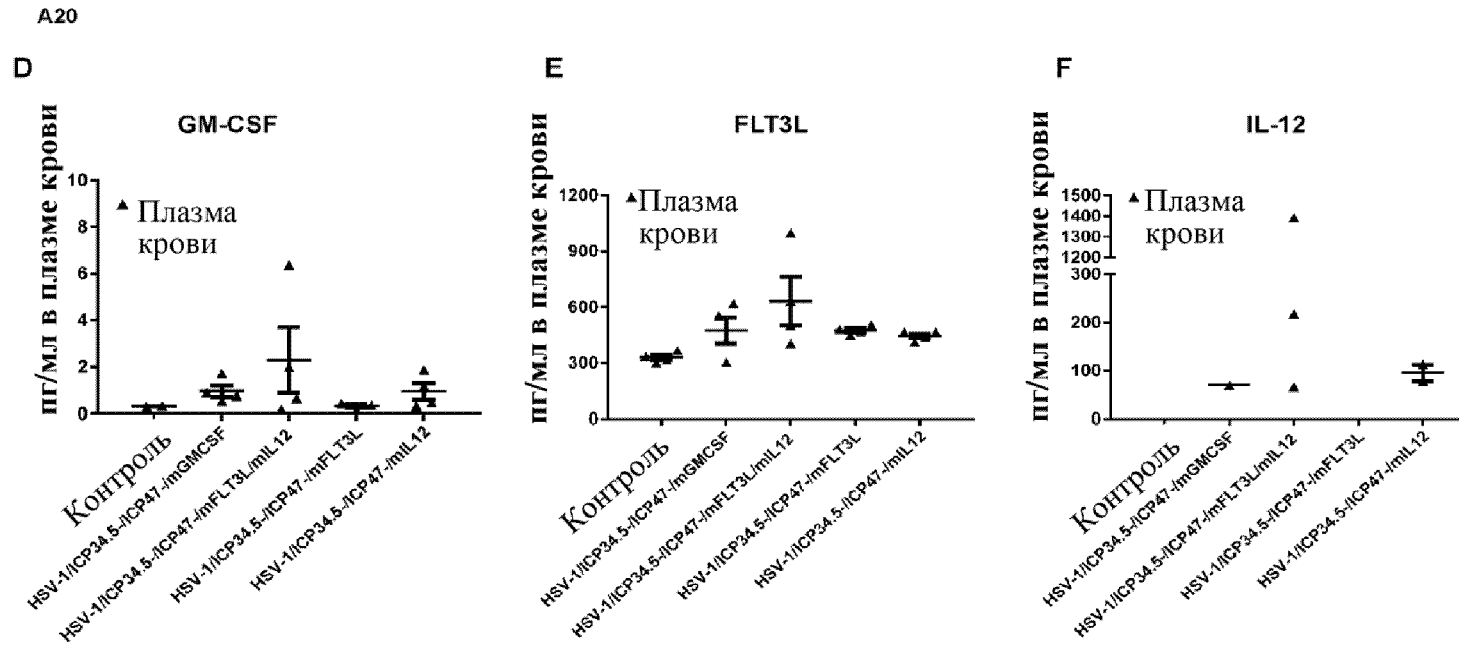 A20
D
GM-CSF
пг/мл в плазме крови
10
8
6
4
2
0
Плазма
крови
Контроль
HSV-1/ICP34.5-/ICP47-/mGMCSF
HSV-1/ICP34.5-/ICP47-/mFLT3L/mIL12
HSV-1/ICP34.5-/ICP47-/mFLT3L
HSV-1/ICP34.5-/ICP47-/mIL12
E
FLT3L
пг/мл в плазме крови
1200
900
600
300
0
Плазма
крови
Контроль
HSV-1/ICP34.5-/ICP47-/mGMCSF
HSV-1/ICP34.5-/ICP47-/mFLT3L/mIL12
HSV-1/ICP34.5-/ICP47-/mFLT3L
HSV-1/ICP34.5-/ICP47-/mIL12
F
IL-12
пг/мл в плазме крови
1500
1400
1300
1200
300
200
100
0
Плазма
крови
Контроль
HSV-1/ICP34.5-/ICP47-/mGMCSF
HSV-1/ICP34.5-/ICP47-/mFLT3L/mIL12
HSV-1/ICP34.5-/ICP47-/mFLT3L
HSV-1/ICP34.5-/ICP47-/mIL12